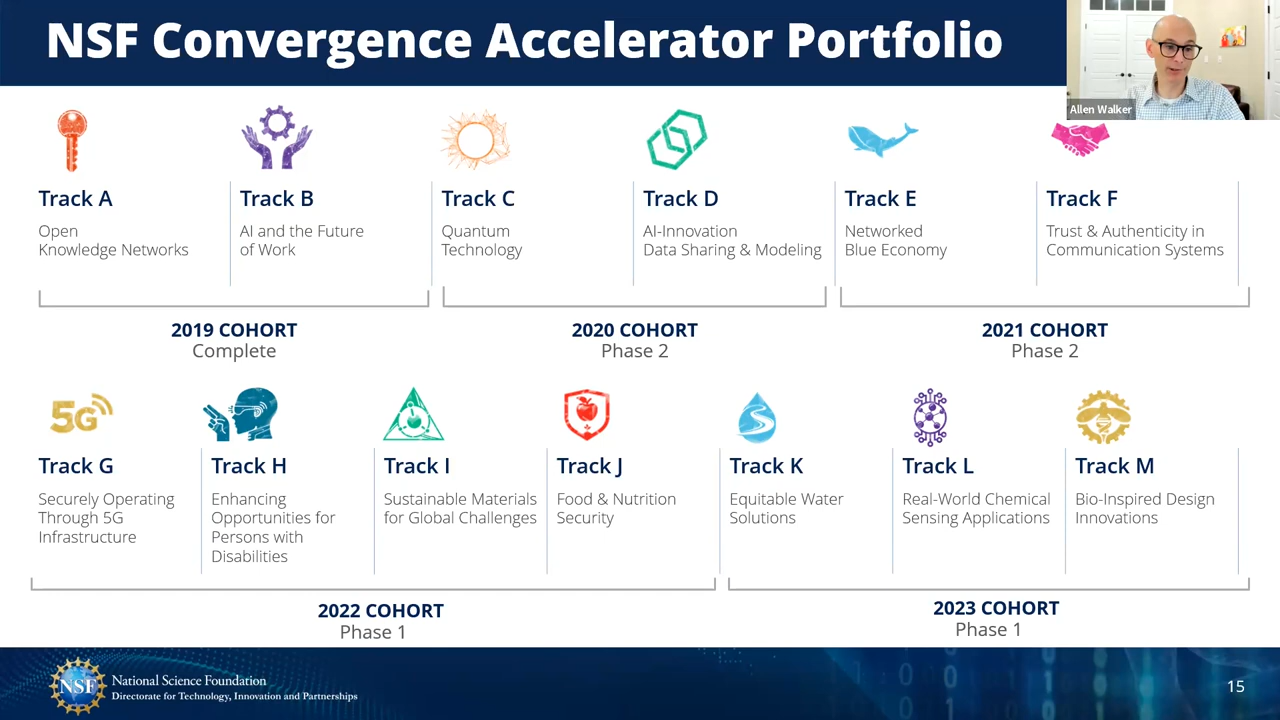 NSF Convergence Accelerator Portfolio
Allen Walker
Track A
Open
Knowledge Networks
Track B
AI and the Future
of Work
Track C
Quantum
Technology
Track D
AI-Innovation
Data Sharing & Modeling
Track E
Networked
Blue Economy
Track F
Trust & Authenticity in
Communication Systems
2019 COHORT
Complete
2020 COHORT
Phase 2
2021 COHORT
Phase 2
5G
Track G
Securely Operating
Through 5G
Infrastructure
Track H
Enhancing
Opportunities for
Persons with
Disabilities
Track I
Sustainable Materials
for Global Challenges
Track J
Food & Nutrition
Security
Track K
Equitable Water
Solutions
Track L
Real-World Chemical
Sensing Applications
Track M
Bio-Inspired Design
Innovations
2022 COHORT
Phase 1
2023 COHORT
Phase 1
NSF
National Science Foundation
Directorate for Technology, Innovation and Partnerships
15